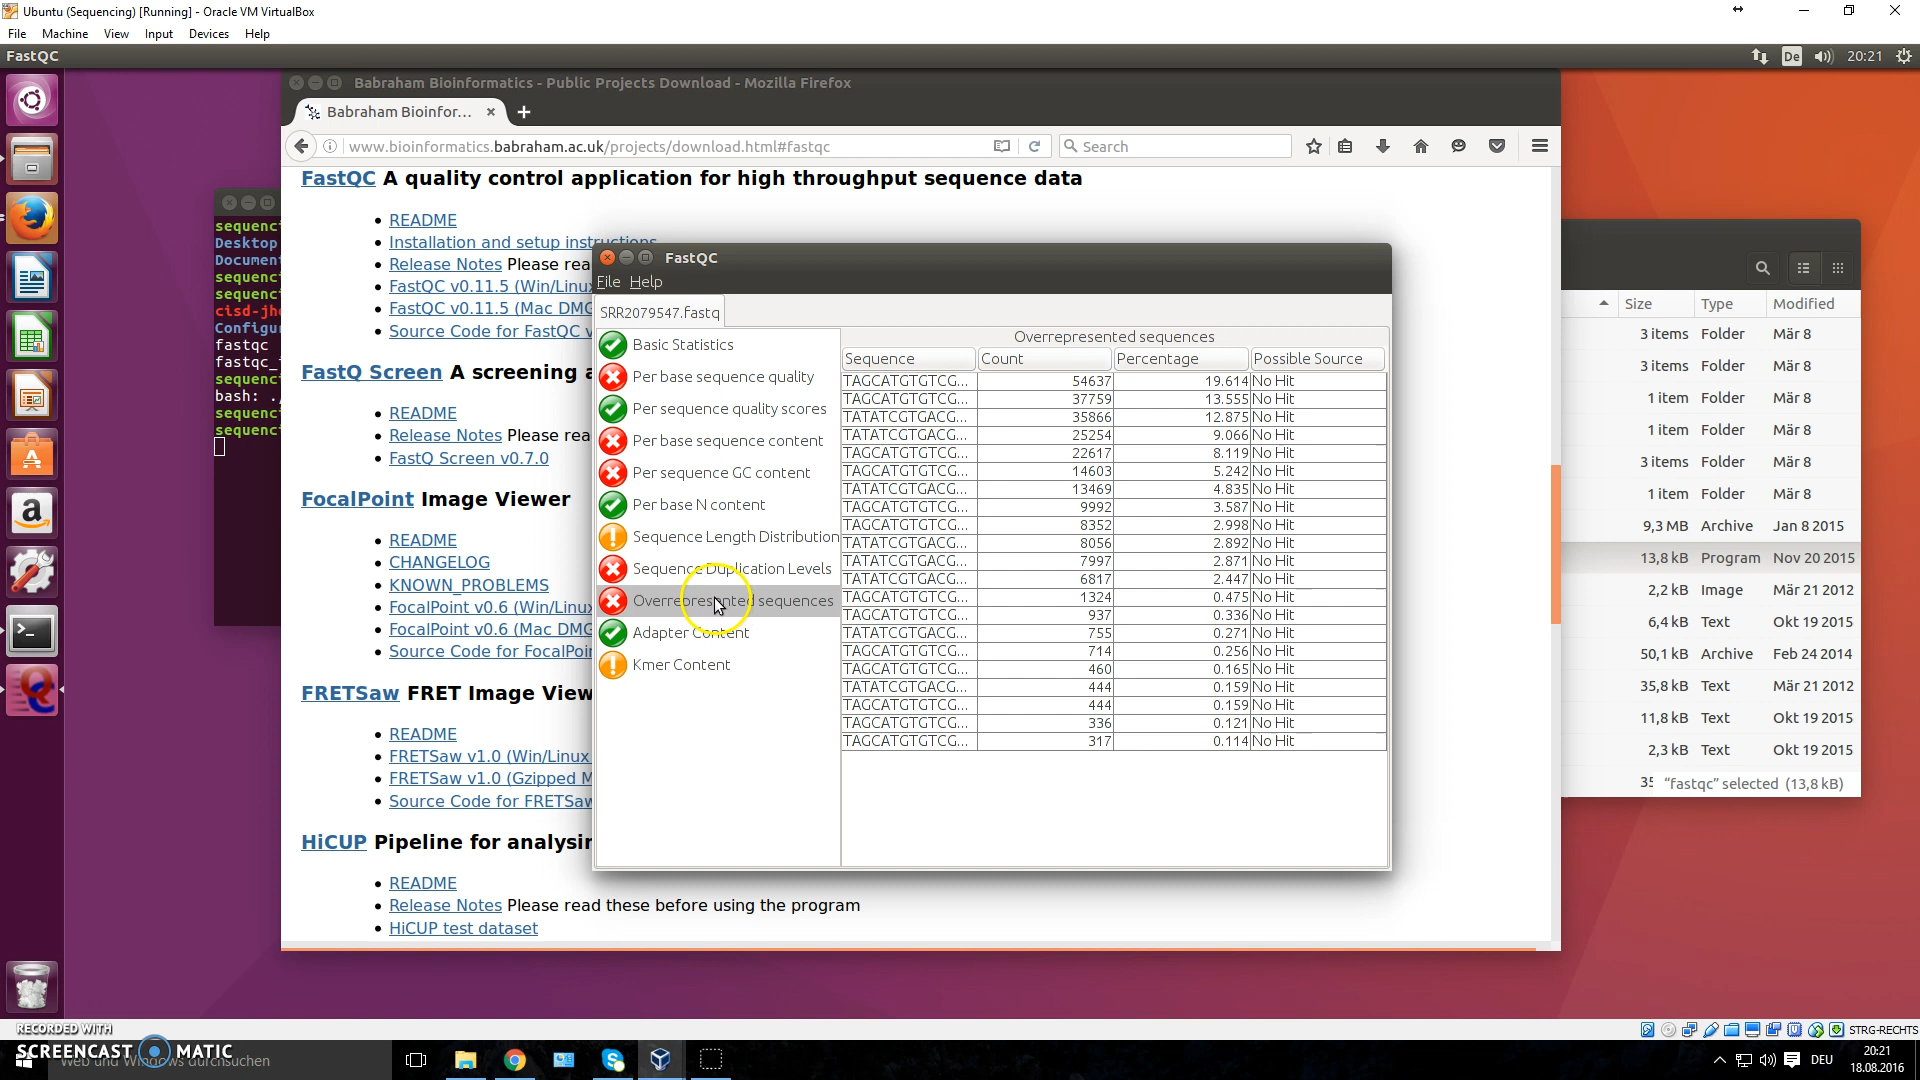 Ubuntu (Sequencing) [Running] - Oracle VM VirtualBox
File Machine View Input Devices Help
FastQC
De 20:21
Babraham Bioinformatics - Public Projects Download - Mozilla Firefox
Babraham Bioinfor...
www.bioinformatics.babraham.ac.uk/projects/download.html#fastqc
Search
FastQC A quality control application for high throughput sequence data
README
Installation and setup instructions
Release Notes Please rea
FastQC v0.11.5 (Win/Linux
FastQC v0.11.5 (Mac DMG
Source Code for FastQC v
FastQ Screen A screening a
README
Release Notes Please rea
FastQ Screen v0.7.0
FocalPoint Image Viewer
README
CHANGELOG
KNOWN_PROBLEMS
FocalPoint v0.6 (Win/Linux
FocalPoint v0.6 (Mac DMG
Source Code for FocalPoin
FRETSaw FRET Image View
README
FRETSaw v1.0 (Win/Linux
FRETSaw v1.0 (Gzipped M
Source Code for FRETSaw
HiCUP Pipeline for analysin
README
Release Notes Please read these before using the program
HiCUP test dataset
sequenc
Desktop
Documen
sequenc
sequenc
cisd-jh
Configu
fastqc
fastqc_
sequenc
bash: .
sequenc
sequenc
FastQC
File Help
SRR2079547.fastq
Basic Statistics
Per base sequence quality
Per sequence quality scores
Per base sequence content
Per sequence GC content
Per base N content
Sequence Length Distribution
Sequence Duplication Levels
Overrepresented sequences
Adapter Content
Kmer Content
Overrepresented sequences
Sequence Count Percentage Possible Source
TAGCATGTGTCG... 54637 19.614 No Hit
TAGCATGTGTCG... 37759 13.555 No Hit
TATATCGTGACG... 35866 12.875 No Hit
TATATCGTGACG... 25254 9.066 No Hit
TAGCATGTGTCG... 22617 8.119 No Hit
TAGCATGTGTCG... 14603 5.242 No Hit
TATATCGTGACG... 13469 4.835 No Hit
TAGCATGTGTCG... 9992 3.587 No Hit
TAGCATGTGTCG... 8352 2.998 No Hit
TATATCGTGACG... 8056 2.892 No Hit
TATATCGTGACG... 7997 2.871 No Hit
TATATCGTGACG... 6817 2.447 No Hit
TAGCATGTGTCG... 1324 0.475 No Hit
TAGCATGTGTCG... 937 0.336 No Hit
TATATCGTGACG... 755 0.271 No Hit
TAGCATGTGTCG... 714 0.256 No Hit
TAGCATGTGTCG... 460 0.165 No Hit
TATATCGTGACG... 444 0.159 No Hit
TAGCATGTGTCG... 444 0.159 No Hit
TAGCATGTGTCG... 336 0.121 No Hit
TAGCATGTGTCG... 317 0.114 No Hit
Size Type Modified
3 items Folder Mär 8
3 items Folder Mär 8
1 item Folder Mär 8
1 item Folder Mär 8
3 items Folder Mär 8
1 item Folder Mär 8
9,3 MB Archive Jan 8 2015
13,8 kB Program Nov 20 2015
2,2 kB Image Mär 21 2012
6,4 kB Text Okt 19 2015
50,1 kB Archive Feb 24 2014
35,8 kB Text Mär 21 2012
11,8 kB Text Okt 19 2015
2,3 kB Text Okt 19 2015
35 “fastqc” selected (13,8 kB)
STRG-RECHTS
RECORDED WITH
SCREENCAST MATIC
Web und Windows durchsuchen
DEU
20:21
18.08.2016